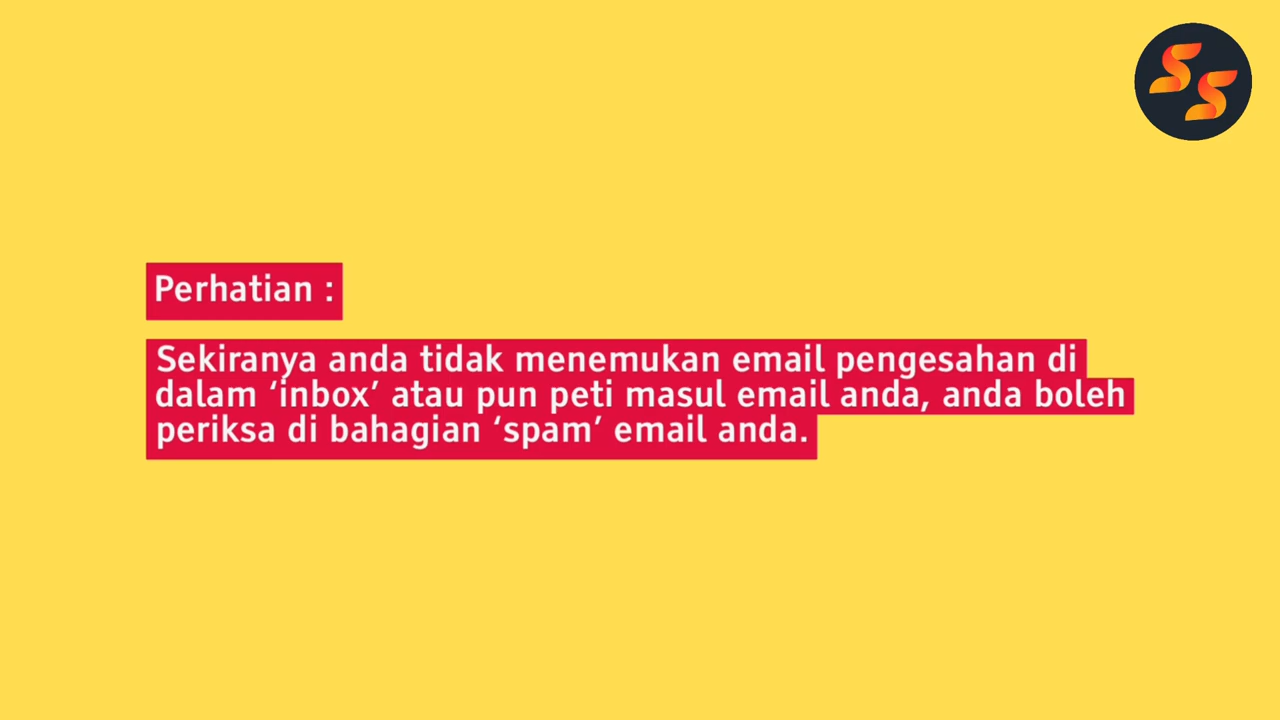 SS
Perhatian :
Sekiranya anda tidak menemukan email pengesahan di
dalam ‘inbox’ atau pun peti masul email anda, anda boleh
periksa di bahagian ‘spam’ email anda.